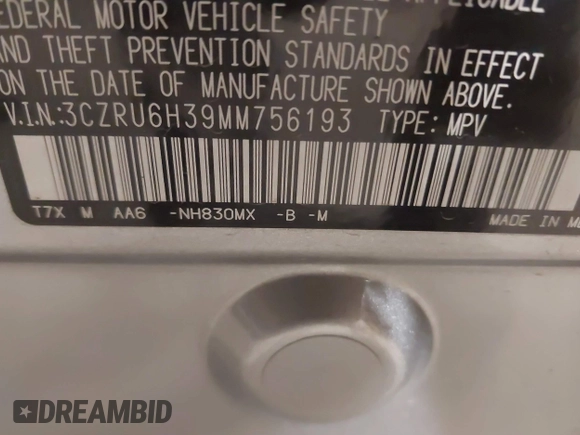 FEDERAL MOTOR VEHICLE SAFETY
AND THEFT PREVENTION STANDARDS IN EFFECT
ON THE DATE OF MANUFACTURE SHOWN ABOVE.
V.I.N.:3CZRU6H39MM756193 TYPE: MPV
T7X M AA6 -NH830MX -B -M MADE IN
DREAMBID